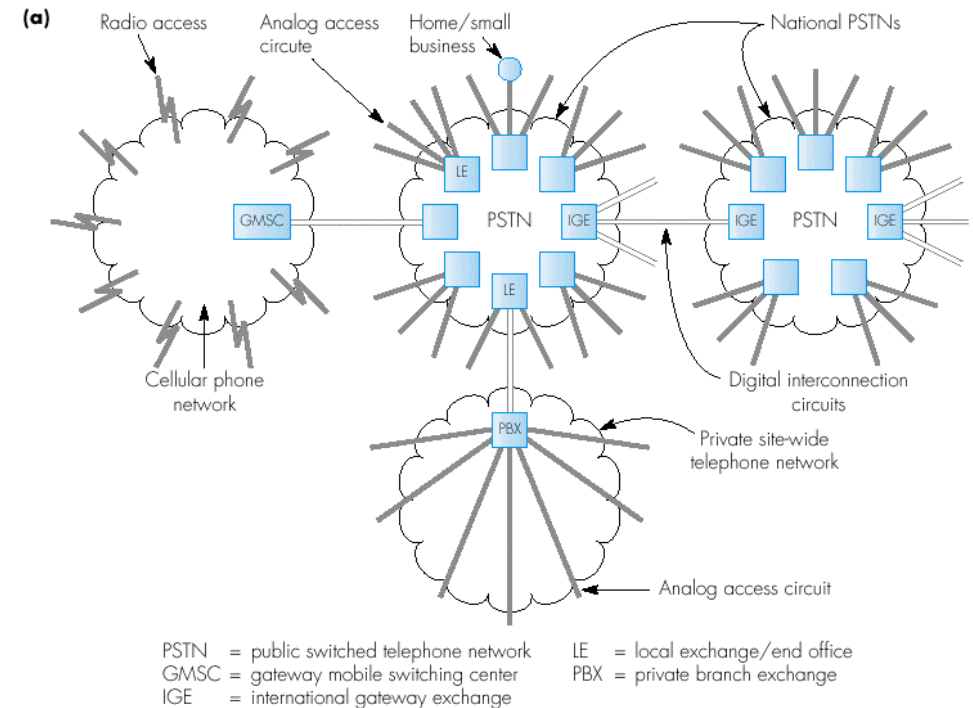 (a)
Radio access
Analog access
circute
Home/small
business
National PSTNs
LE
GMSC
PSTN
IGE
IGE
PSTN
IGE
LE
Cellular phone
network
Digital interconnection
circuits
PBX
Private site-wide
telephone network
Analog access circuit
PSTN = public switched telephone network
GMSC = gateway mobile switching center
IGE = international gateway exchange
LE = local exchange/end office
PBX = private branch exchange